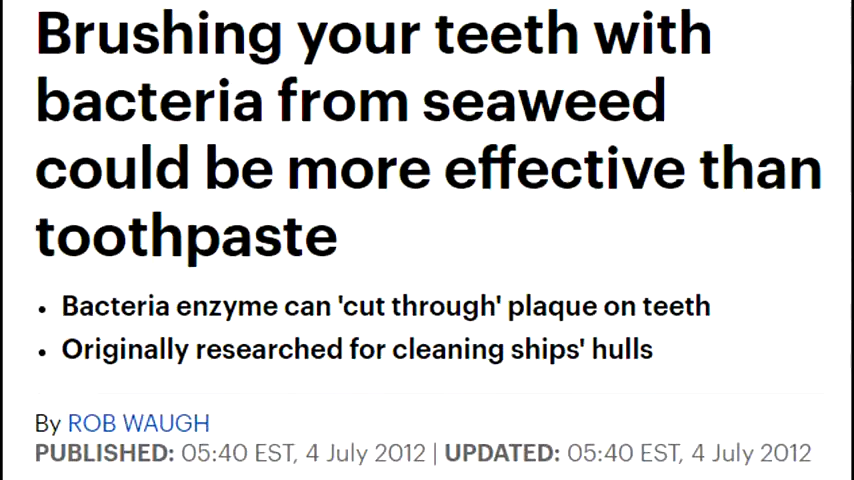 Brushing your teeth with
bacteria from seaweed
could be more effective than
toothpaste
• Bacteria enzyme can 'cut through' plaque on teeth
• Originally researched for cleaning ships' hulls
By ROB WAUGH
PUBLISHED: 05:40 EST, 4 July 2012 | UPDATED: 05:40 EST, 4 July 2012